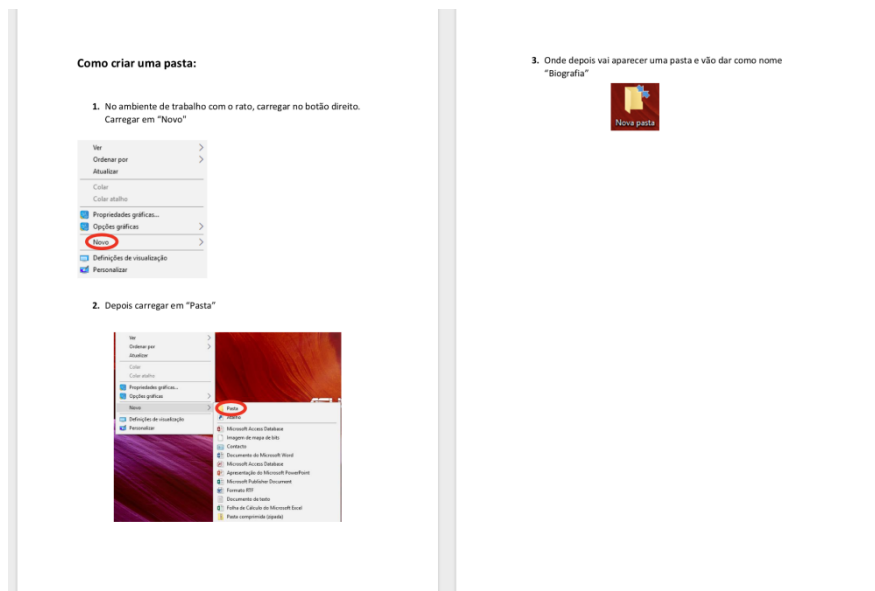 Como criar uma pasta:
1. No ambiente de trabalho com o rato, carregar no botão direito.
Carregar em “Novo”
Ver
Ordenar por
Atualizar
Colar
Colar atalho
Propriedades gráficas...
Opções gráficas
Novo
Definições de visualização
Personalizar
2. Depois carregar em “Pasta”
Ver
Ordenar por
Atualizar
Colar
Colar atalho
Propriedades gráficas...
Opções gráficas
Novo
Definições de visualização
Personalizar
Pasta
Atalho
Microsoft Access Database
Imagem de mapa de bits
Contacto
Documento do Microsoft Word
Microsoft Access Database
Apresentação do Microsoft PowerPoint
Microsoft Publisher Document
Formato RTF
Documento de texto
Folha de Cálculo do Microsoft Excel
Pasta comprimida (zipada)
3. Onde depois vai aparecer uma pasta e vão dar como nome
“Biografia”
Nova pasta